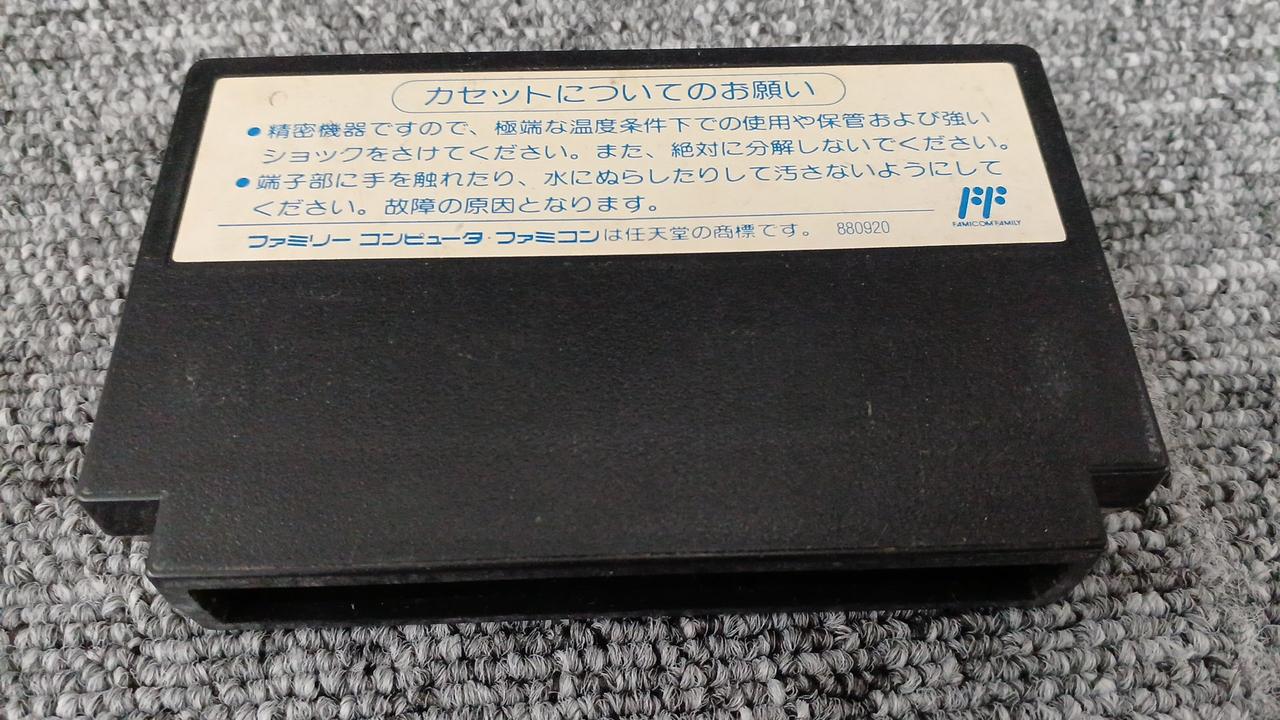 カセットについてのお願い
●精密機器ですので、極端な温度条件下での使用や保管および強い
ショックをさけてください。また、絶対に分解しないでください。
●端子部に手を触れたり、水にぬらしたりして汚さないようにして
ください。故障の原因となります。
FF
FAMICOM FAMILY
ファミリー コンピュータ・ファミコンは任天堂の商標です。 880920